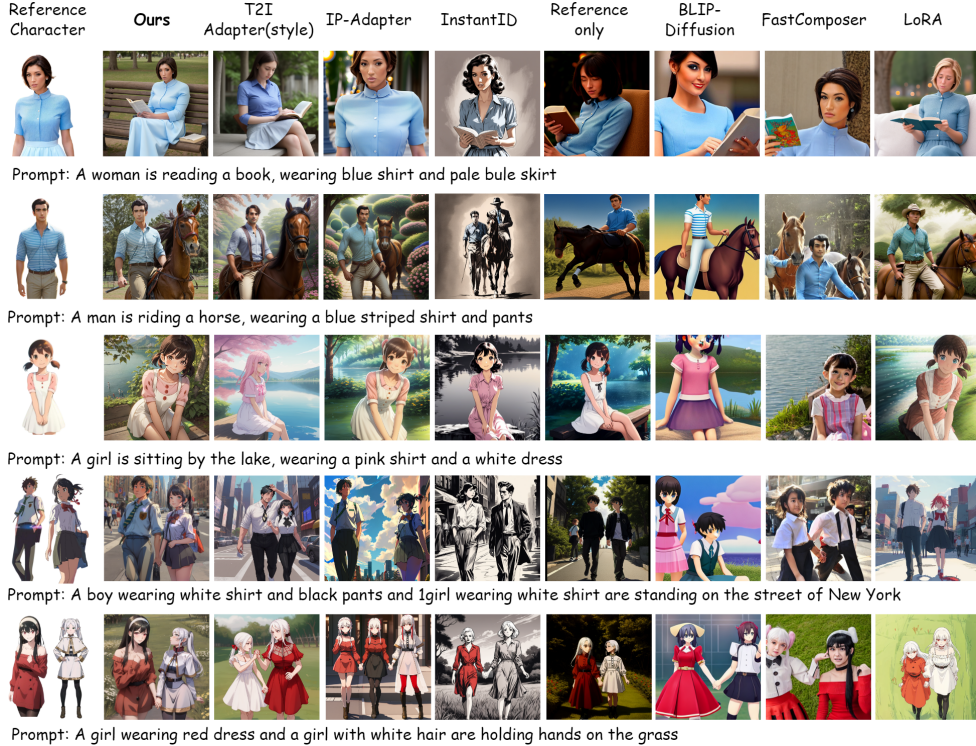 Reference Character
Ours
T2I Adapter(style)
IP-Adapter
InstantID
Reference only
BLIP-Diffusion
FastComposer
LoRA
Prompt: A woman is reading a book, wearing blue shirt and pale bule skirt
Prompt: A man is riding a horse, wearing a blue striped shirt and pants
Prompt: A girl is sitting by the lake, wearing a pink shirt and a white dress
Prompt: A boy wearing white shirt and black pants and 1girl wearing white shirt are standing on the street of New York
Prompt: A girl wearing red dress and a girl with white hair are holding hands on the grass